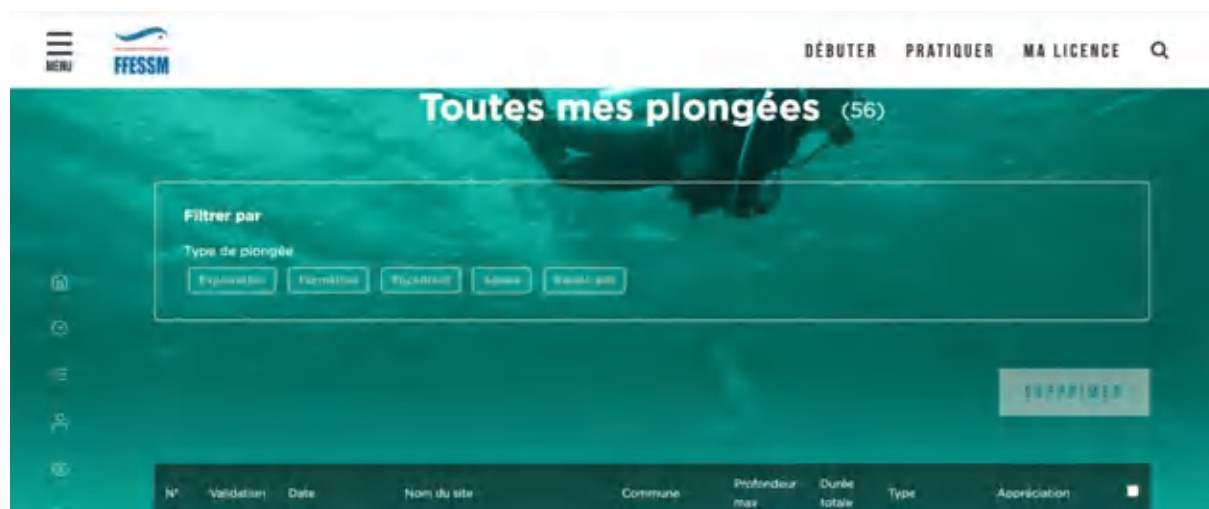 MENU
FFESSM
DÉBUTER PRATIQUER MA LICENCE
Toutes mes plongées (56)
Filtrer par
Type de plongée
Exploration Formation Encadrant
SUPPRIMER
N° Validation Date Nom du site Commune Profondeur max Durée totale Type Appréciation